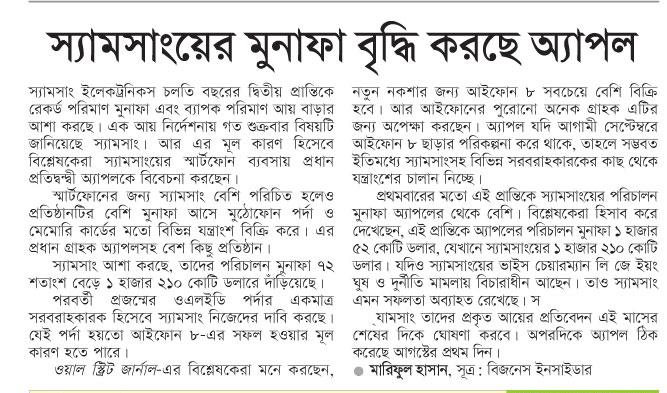 স্যামসাংয়ের মুনাফা বৃদ্ধি করছে অ্যাপল
স্যামসাং ইলেকট্রনিকস চলতি বছরের দ্বিতীয় প্রান্তিকে
রেকর্ড পরিমাণ মুনাফা এবং ব্যাপক পরিমাণ আয় বাড়ার
আশা করছে। এক আয় নির্দেশনায় গত শুক্রবার বিষয়টি
জানিয়েছে স্যামসাং। আর এর মূল কারণ হিসেবে
বিশ্লেষকেরা স্যামসাংয়ের স্মার্টফোন ব্যবসায় প্রধান
প্রতিদ্বন্দ্বী অ্যাপলকে বিবেচনা করছেন।
স্মার্টফোনের জন্য স্যামসাং বেশি পরিচিত হলেও
প্রতিষ্ঠানটির বেশি মুনাফা আসে মুঠোফোন পর্দা ও
মেমোরি কার্ডের মতো বিভিন্ন যন্ত্রাংশ বিক্রি করে। এর
প্রধান গ্রাহক অ্যাপলসহ বেশ কিছু প্রতিষ্ঠান।
স্যামসাং আশা করছে, তাদের পরিচালন মুনাফা ৭২
শতাংশ বেড়ে ১ হাজার ২১০ কোটি ডলারে দাঁড়িয়েছে।
পরবর্তী প্রজন্মের ওএলইডি পর্দার একমাত্র
সরবরাহকারক হিসেবে স্যামসাং নিজেদের দাবি করছে।
যেই পর্দা হয়তো আইফোন ৮-এর সফল হওয়ার মূল
কারণ হতে পারে।
ওয়াল স্ট্রিট জার্নাল-এর বিশ্লেষকেরা মনে করছেন,
নতুন নকশার জন্য আইফোন ৮ সবচেয়ে বেশি বিক্রি
হবে। আর আইফোনের পুরোনো অনেক গ্রাহক এটির
জন্য অপেক্ষা করছেন। অ্যাপল যদি আগামী সেপ্টেম্বরে
আইফোন ৮ ছাড়ার পরিকল্পনা করে থাকে, তাহলে সম্ভবত
ইতিমধ্যে স্যামসাংসহ বিভিন্ন সরবরাহকারকের কাছ থেকে
যন্ত্রাংশের চালান নিচ্ছে।
প্রথমবারের মতো এই প্রান্তিকে স্যামসাংয়ের পরিচালন
মুনাফা অ্যাপলের থেকে বেশি। বিশ্লেষকেরা হিসাব করে
দেখেছেন, এই প্রান্তিকে অ্যাপলের পরিচালন মুনাফা ১ হাজার
৫২ কোটি ডলার, যেখানে স্যামসাংয়ের ১ হাজার ২১০ কোটি
ডলার। যদিও স্যামসাংয়ের ভাইস চেয়ারম্যান লি জে ইয়ং
ঘুষ ও দুর্নীতি মামলায় বিচারাধীন আছেন। তাও স্যামসাং
এমন সফলতা অব্যাহত রেখেছে। স
্যামসাং তাদের প্রকৃত আয়ের প্রতিবেদন এই মাসের
শেষের দিকে ঘোষণা করবে। অপরদিকে অ্যাপল ঠিক
করেছে আগস্টের প্রথম দিন।
● মারিফুল হাসান, সূত্র : বিজনেস ইনসাইডার